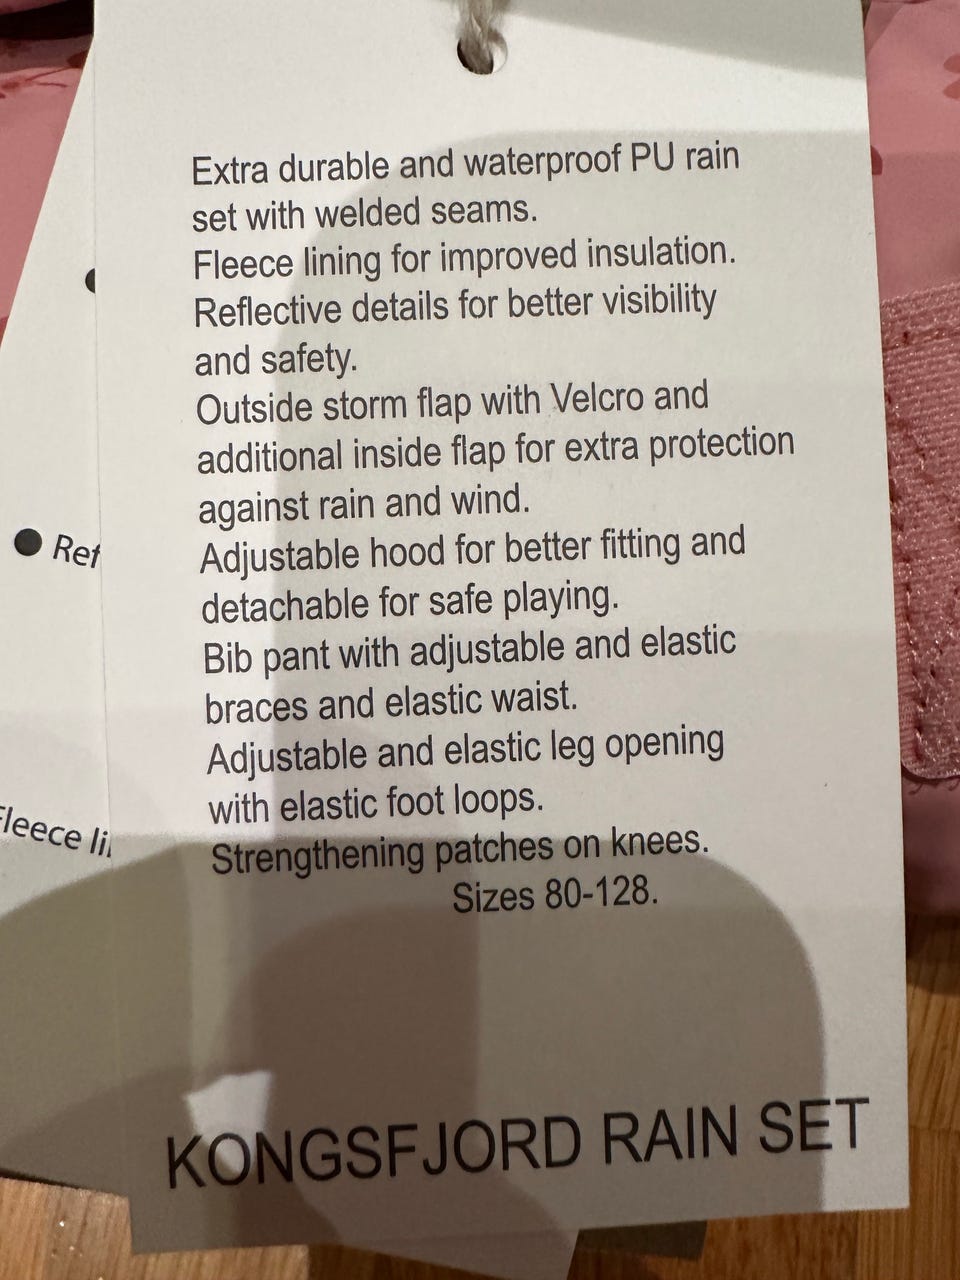 Extra durable and waterproof PU rain
set with welded seams.
Fleece lining for improved insulation.
Reflective details for better visibility
and safety.
Outside storm flap with Velcro and
additional inside flap for extra protection
against rain and wind.
Adjustable hood for better fitting and
detachable for safe playing.
Bib pant with adjustable and elastic
braces and elastic waist.
Adjustable and elastic leg opening
with elastic foot loops.
Strengthening patches on knees.
Sizes 80-128.
KONGSFJORD RAIN SET
Ref
leece li